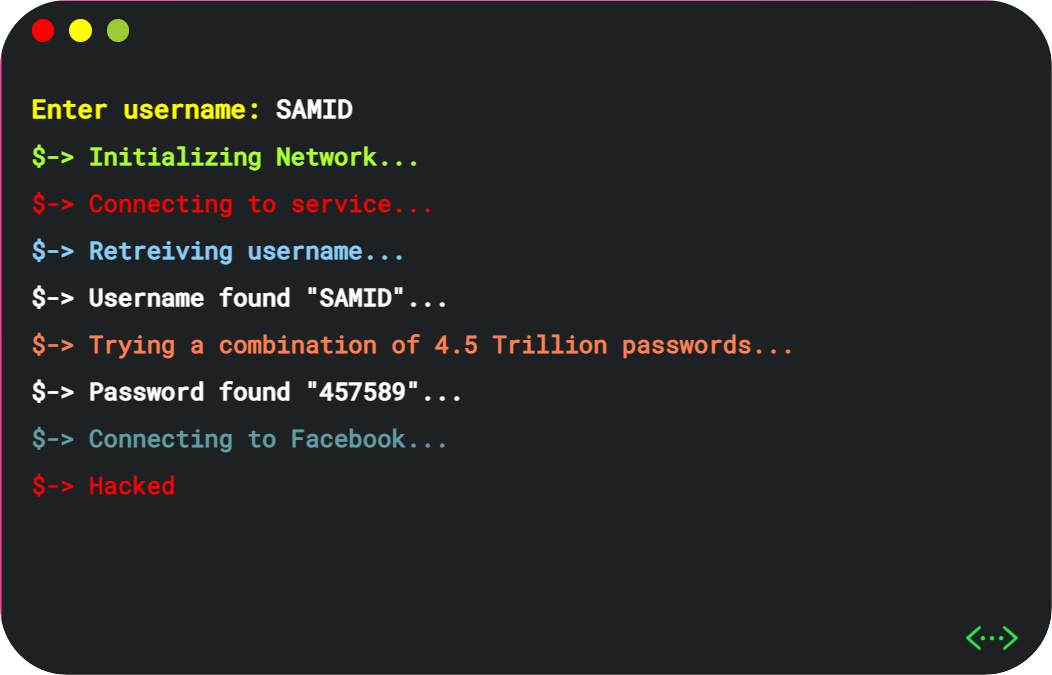 Enter username: SAMID
$-> Initializing Network...
$-> Connecting to service...
$-> Retreiving username...
$-> Username found "SAMID"...
$-> Trying a combination of 4.5 Trillion passwords...
$-> Password found "457589"...
$-> Connecting to Facebook...
$-> Hacked